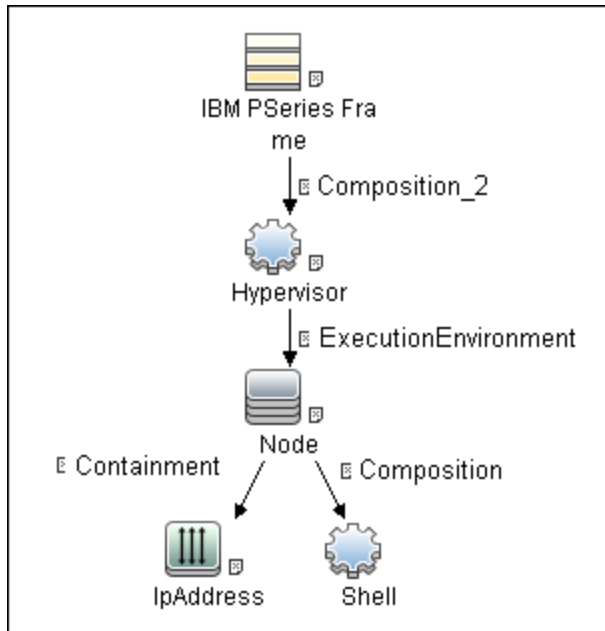 IBM PSeries Fra
me
Composition_2
Hypervisor
ExecutionEnvironment
Node
Containment
Composition
IpAddress
Shell